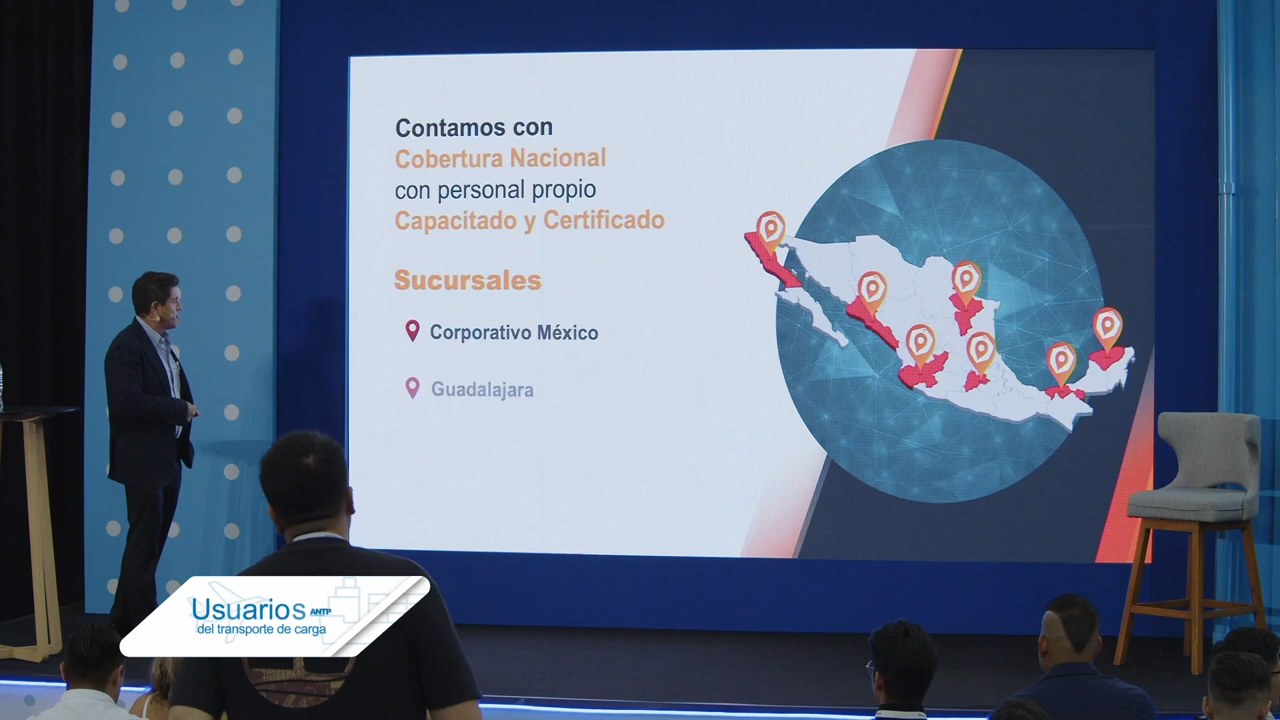 Contamos con
Cobertura Nacional
con personal propio
Capacitado y Certificado
Sucursales
Corporativo México
Guadalajara
Usuarios ANTP
del transporte de carga